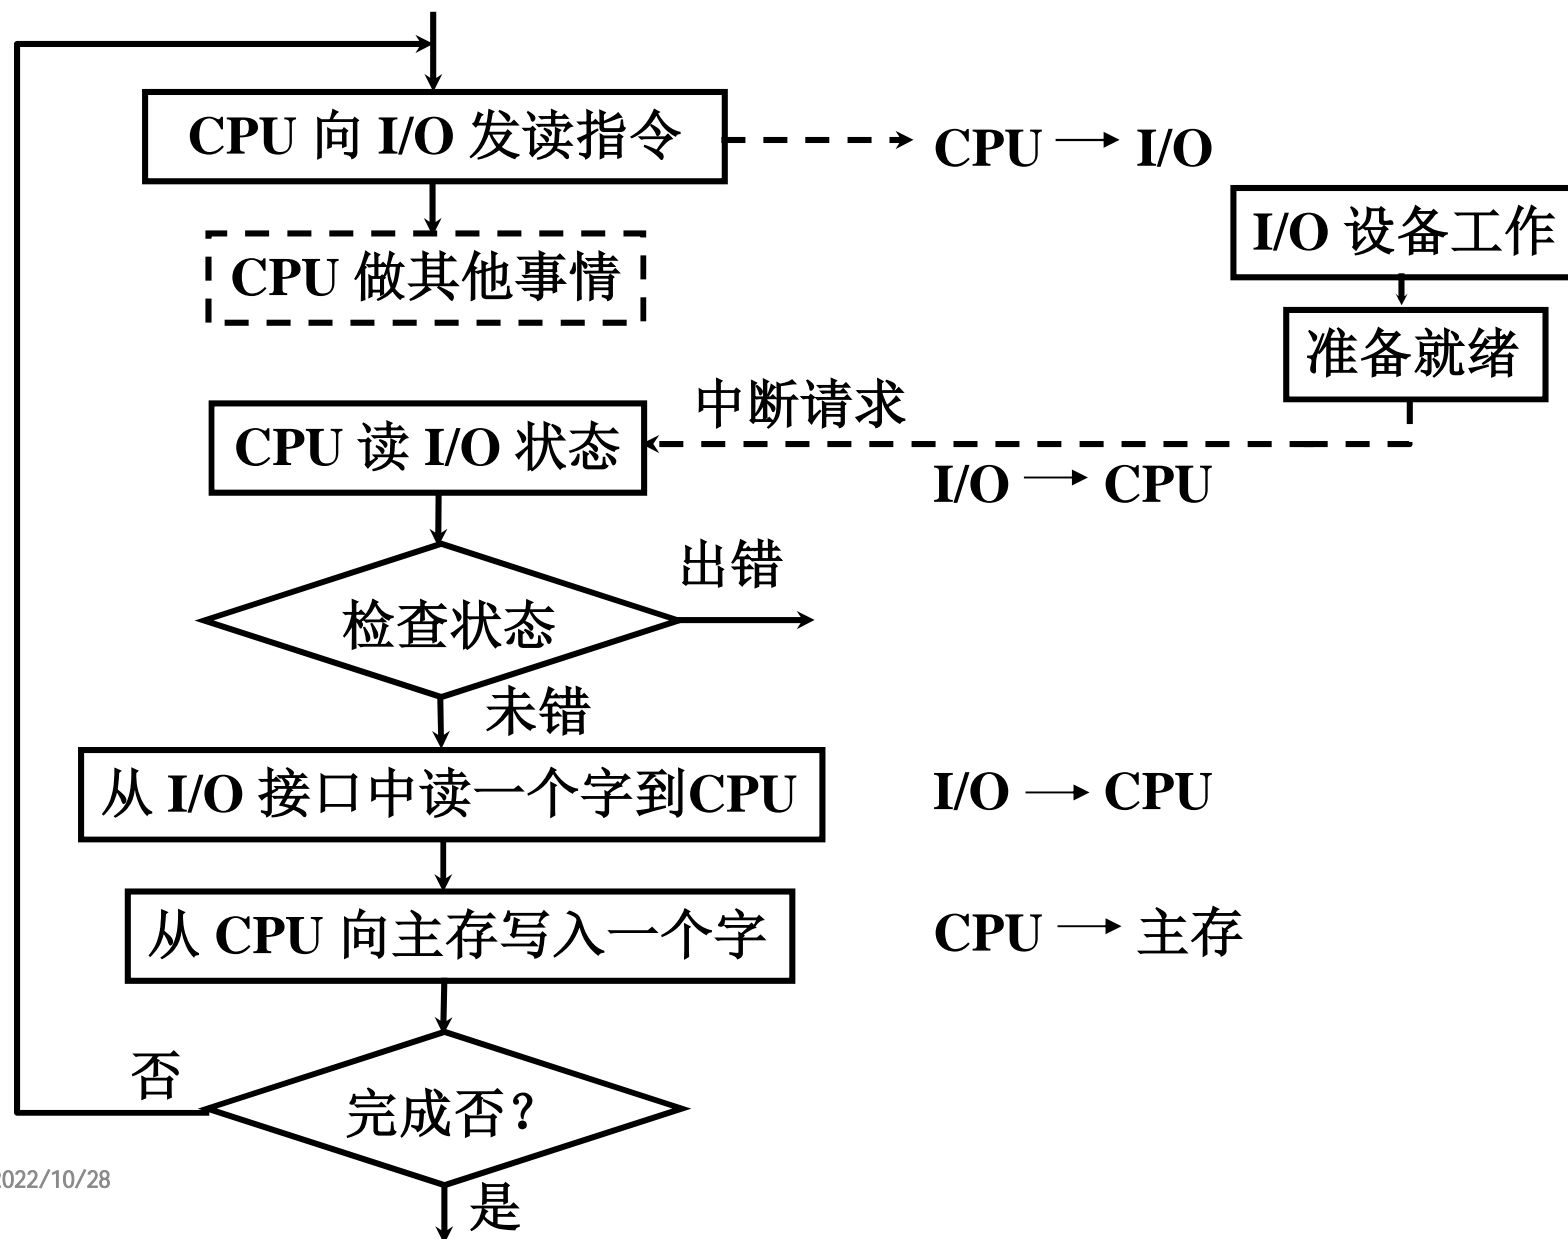 CPU 向 I/O 发读指令
CPU → I/O
I/O 设备工作
CPU 做其他事情
准备就绪
中断请求
CPU 读 I/O 状态
I/O → CPU
出错
检查状态
未错
从 I/O 接口中读一个字到CPU
I/O → CPU
从 CPU 向主存写入一个字
CPU → 主存
否
完成否?
2022/10/28
是